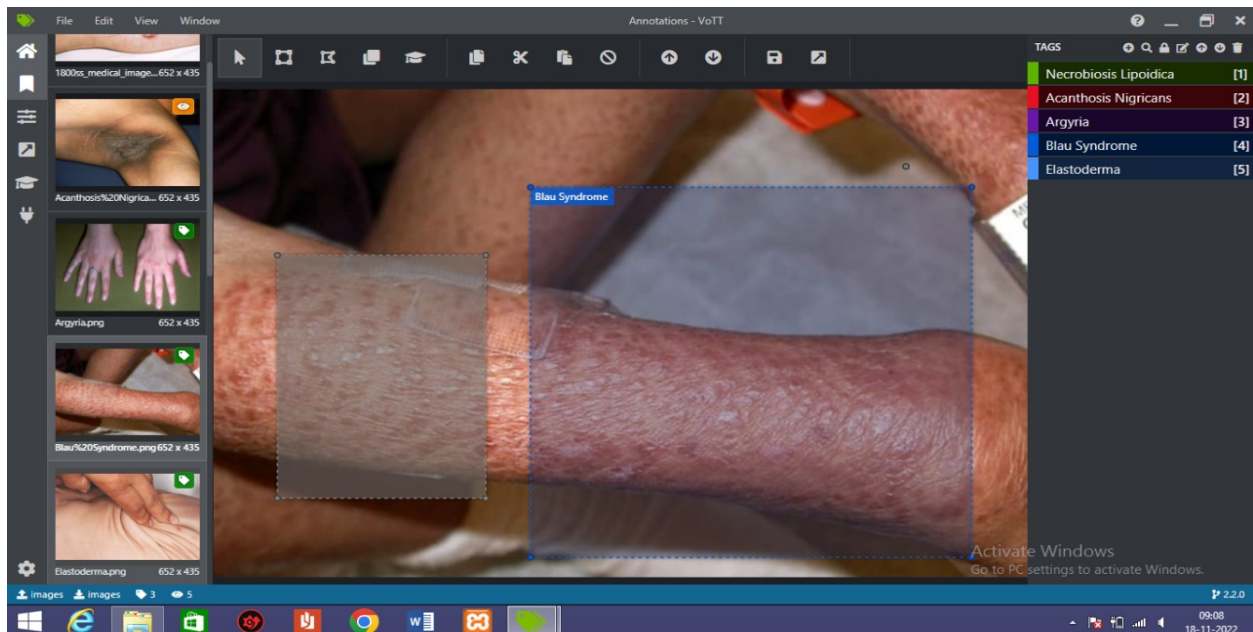 File Edit View Window
Annotations - VoTT
TAGS
1800ss_medical_image... 652 x 435
Acanthosis%20Nigrica... 652 x 435
Argyria.png 652 x 435
Blau%20Syndrome.png 652 x 435
Elastoderma.png 652 x 435
Blau Syndrome
Necrobiosis Lipoidica [1]
Acanthosis Nigricans [2]
Argyria [3]
Blau Syndrome [4]
Elastoderma [5]
Activate Windows
Go to PC settings to activate Windows.
images images 3 5
2.2.0
09:08
18-11-2022